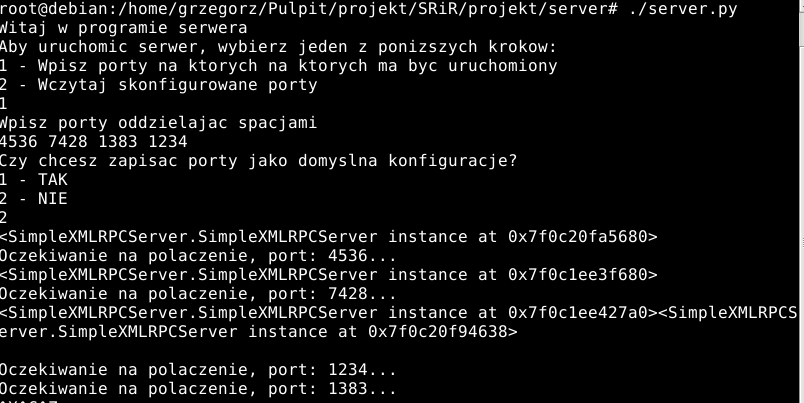 root@debian:/home/grzegorz/Pulpit/projekt/SRiR/projekt/server# ./server.py
Witaj w programie serwera
Aby uruchomic serwer, wybierz jeden z ponizszych krokow:
1 - Wpisz porty na ktorych na ktorych ma byc uruchomiony
2 - Wczytaj skonfigurowane porty
1
Wpisz porty oddzielajac spacjami
4536 7428 1383 1234
Czy chcesz zapisac porty jako domyslna konfiguracje?
1 - TAK
2 - NIE
2
<SimpleXMLRPCServer.SimpleXMLRPCServer instance at 0x7f0c20fa5680>
Oczekiwanie na polaczenie, port: 4536...
<SimpleXMLRPCServer.SimpleXMLRPCServer instance at 0x7f0c1ee3f680>
Oczekiwanie na polaczenie, port: 7428...
<SimpleXMLRPCServer.SimpleXMLRPCServer instance at 0x7f0c1ee427a0><SimpleXMLRPCS
erver.SimpleXMLRPCServer instance at 0x7f0c20f94638>
Oczekiwanie na polaczenie, port: 1234...
Oczekiwanie na polaczenie, port: 1383...